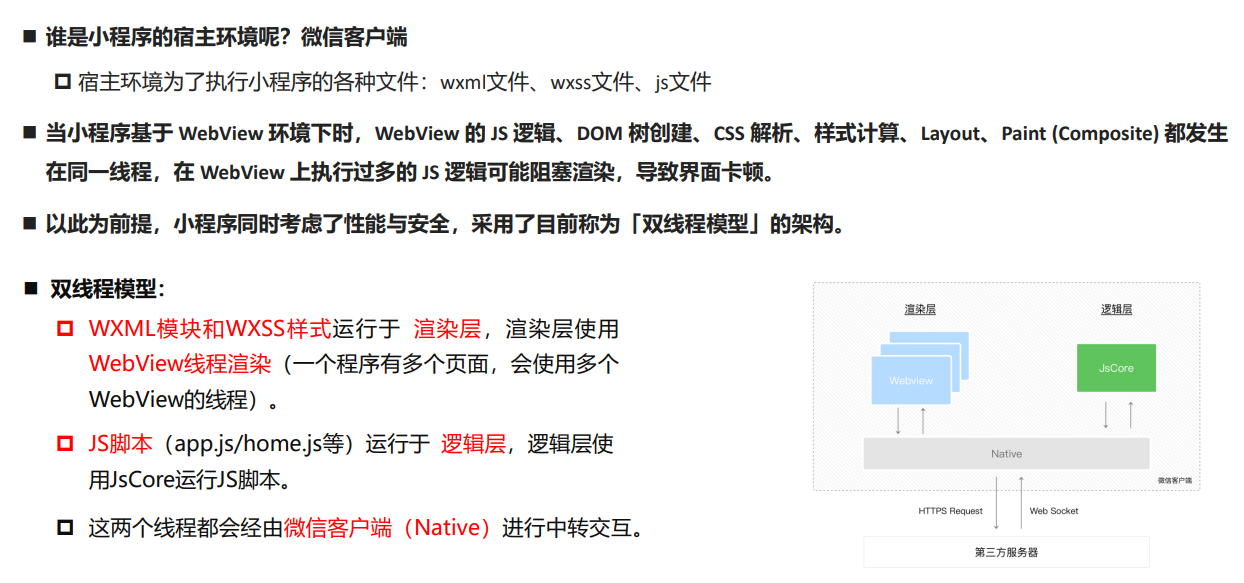 谁是小程序的宿主环境呢？微信客户端
宿主环境为了执行小程序的各种文件：wxml文件、wxss文件、js文件
当小程序基于 WebView 环境下时，WebView 的 JS 逻辑、DOM 树创建、CSS 解析、样式计算、Layout、Paint (Composite) 都发生
在同一线程，在 WebView 上执行过多的 JS 逻辑可能阻塞渲染，导致界面卡顿。
以此为前提，小程序同时考虑了性能与安全，采用了目前称为「双线程模型」的架构。
双线程模型：
WXML模块和WXSS样式运行于 渲染层，渲染层使用
WebView线程渲染（一个程序有多个页面，会使用多个
WebView的线程）。
JS脚本（app.js/home.js等）运行于 逻辑层，逻辑层使
用JsCore运行JS脚本。
这两个线程都会经由微信客户端（Native）进行中转交互。
渲染层
逻辑层
Webview
JsCore
Native
微信客户端
HTTPS Request
Web Socket
第三方服务器